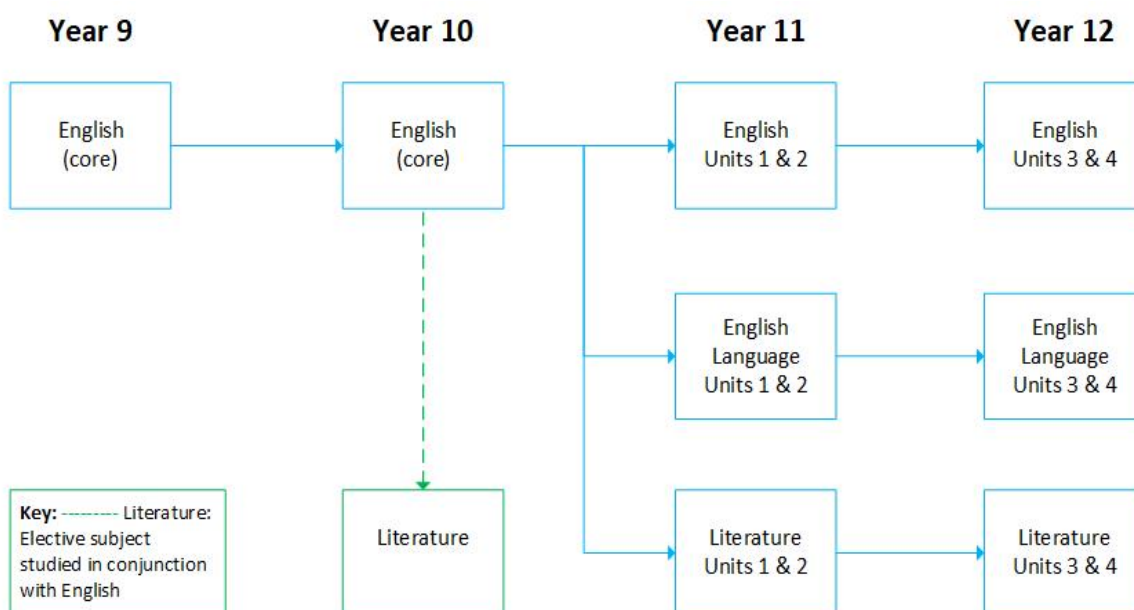 Year 9
Year 10
Year 11
Year 12
English
(core)
English
(core)
English
Units 1 & 2
English
Units 3 & 4
English
Language
Units 1 & 2
English
Language
Units 3 & 4
Key: --------- Literature:
Elective subject
studied in conjunction
with English
Literature
Literature
Units 1 & 2
Literature
Units 3 & 4